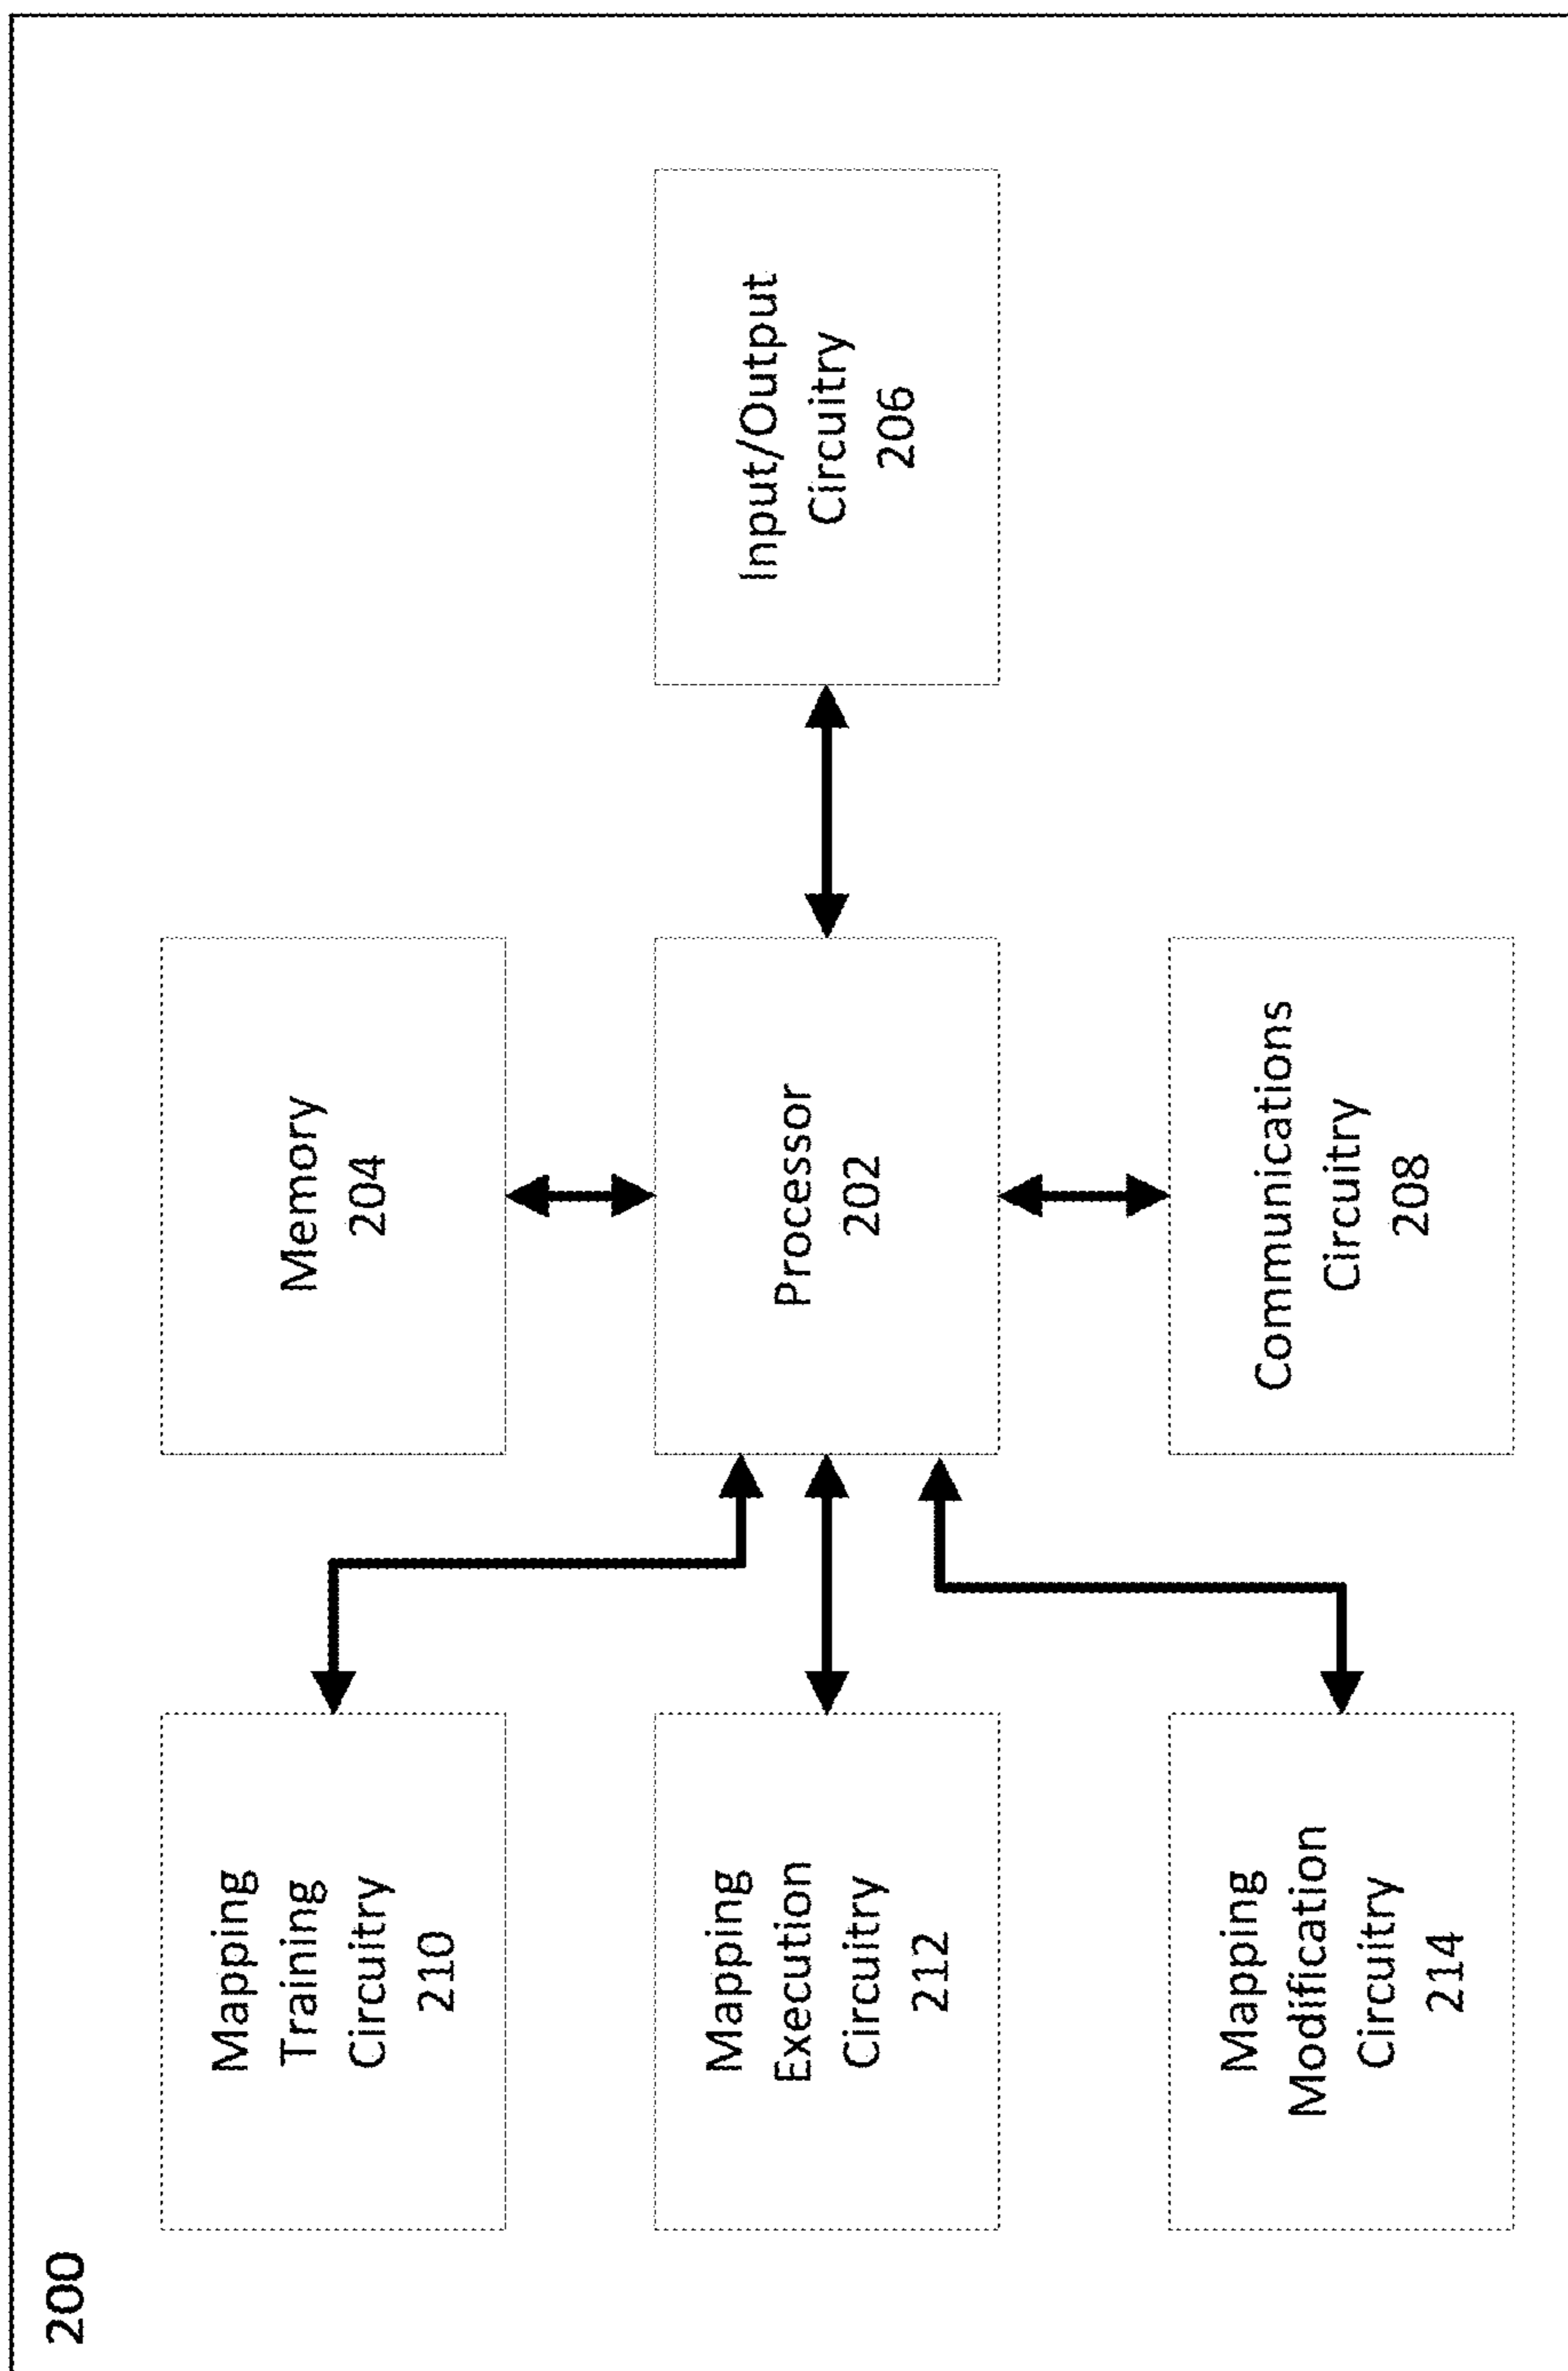 200
Mapping
Training
Circuitry
210
Memory
204
Mapping
Execution
Circuitry
212
Processor
202
Input/Output
Circuitry
206
Mapping
Modification
Circuitry
214
Communications
Circuitry
208